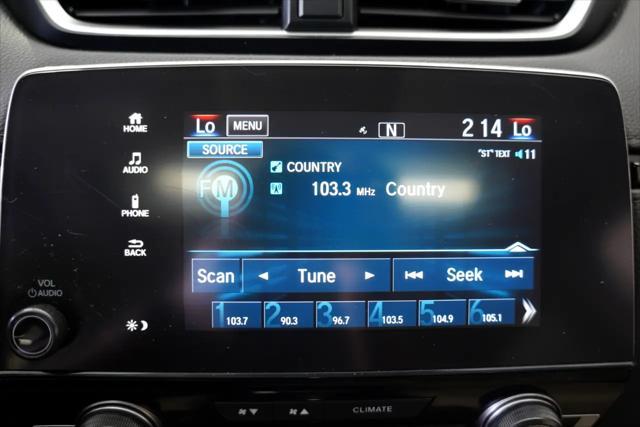 HOME
AUDIO
PHONE
BACK
VOL
AUDIO
Lo MENU N 2 14 Lo
SOURCE "ST" TEXT 11
FM
COUNTRY
103.3 MHz Country
Scan Tune Seek
1 103.7 2 90.3 3 96.7 4 103.5 5 104.9 6 105.1
CLIMATE